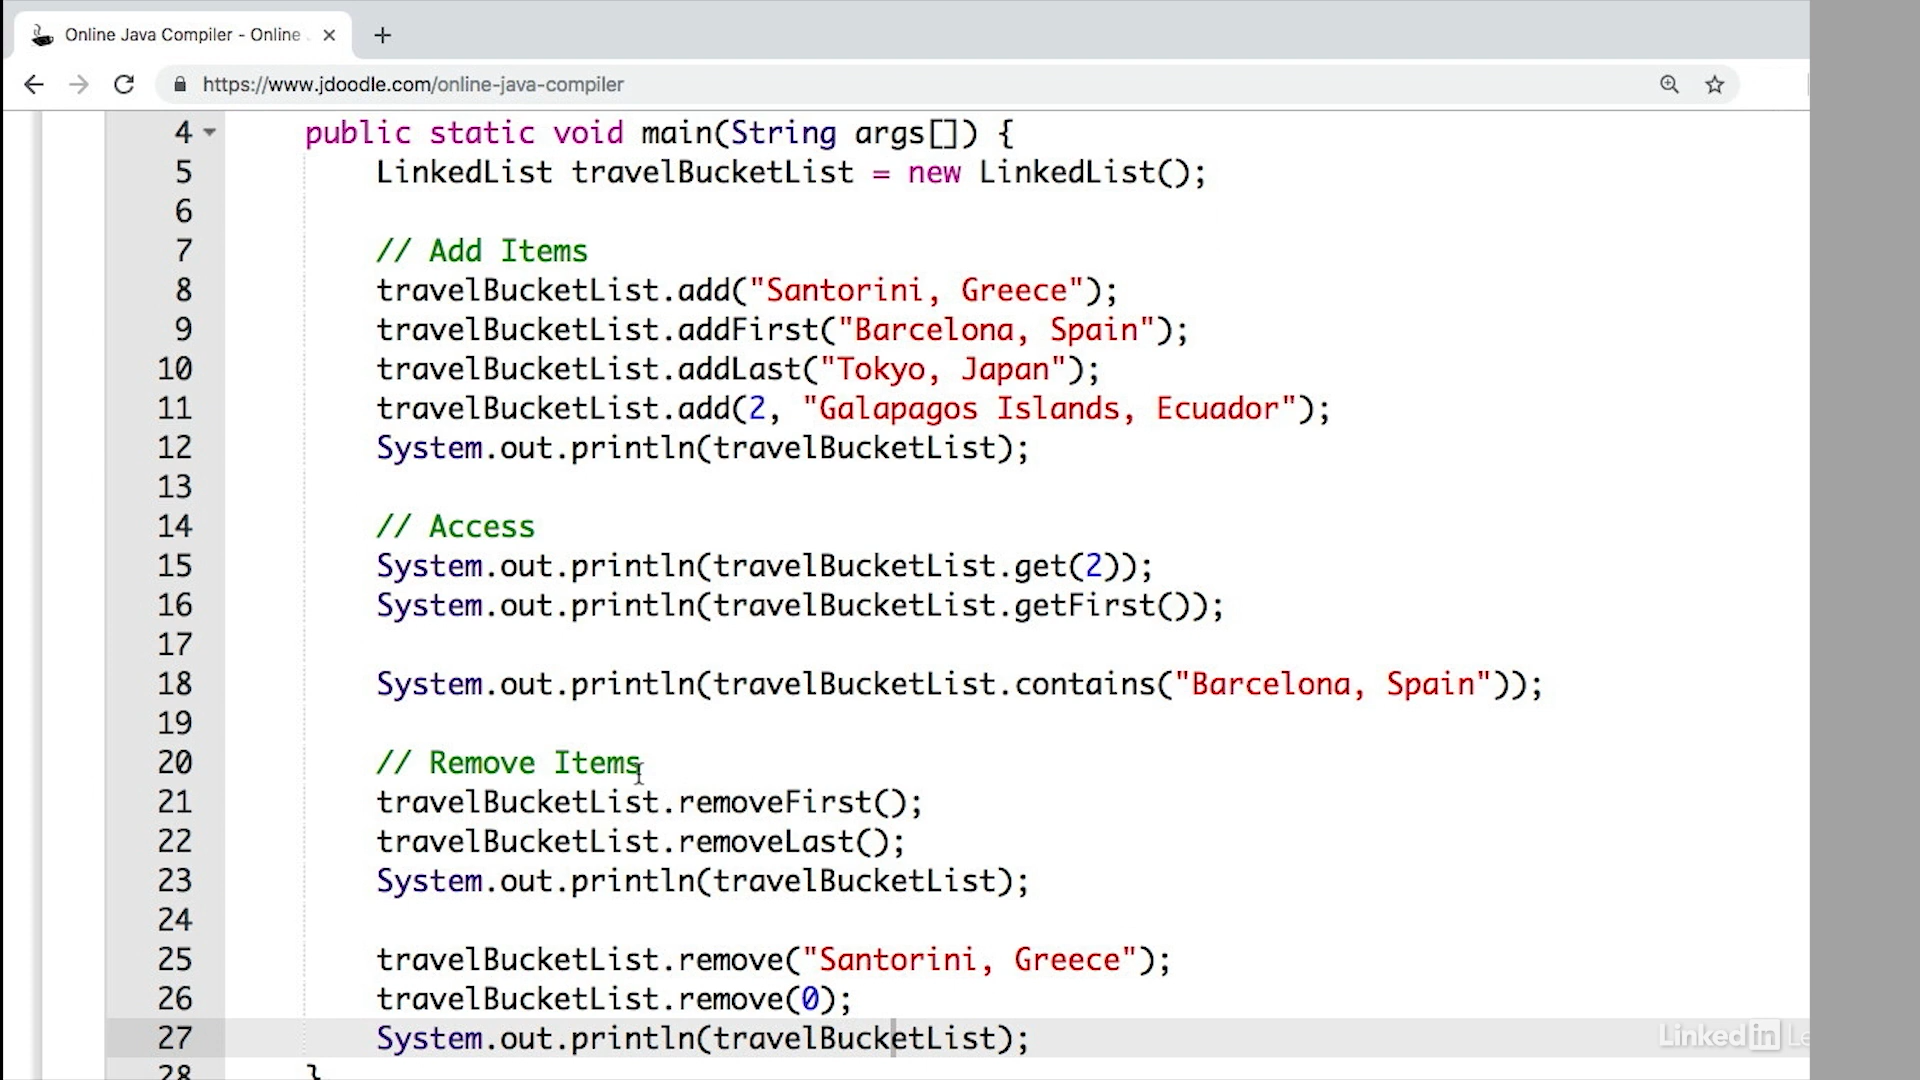 Online Java Compiler - Online
https://www.jdoodle.com/online-java-compiler
4 public static void main(String args[]) {
5 LinkedList travelBucketList = new LinkedList();
6
7 // Add Items
8 travelBucketList.add("Santorini, Greece");
9 travelBucketList.addFirst("Barcelona, Spain");
10 travelBucketList.addLast("Tokyo, Japan");
11 travelBucketList.add(2, "Galapagos Islands, Ecuador");
12 System.out.println(travelBucketList);
13
14 // Access
15 System.out.println(travelBucketList.get(2));
16 System.out.println(travelBucketList.getFirst());
17
18 System.out.println(travelBucketList.contains("Barcelona, Spain"));
19
20 // Remove Items
21 travelBucketList.removeFirst();
22 travelBucketList.removeLast();
23 System.out.println(travelBucketList);
24
25 travelBucketList.remove("Santorini, Greece");
26 travelBucketList.remove(0);
27 System.out.println(travelBucketList);
LinkedIn Le
28 }